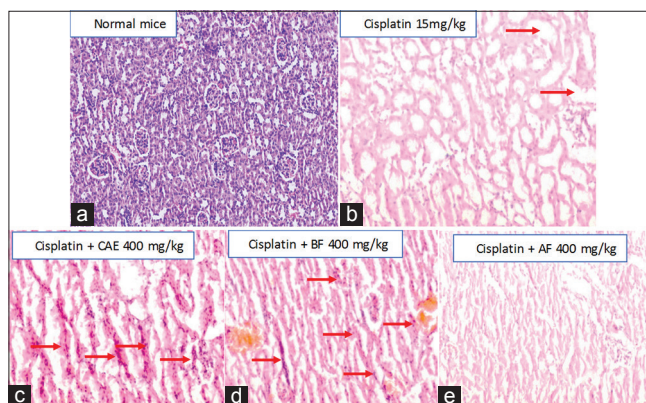 Normal mice
Cisplatin 15mg/kg
a
b
Cisplatin + CAE 400 mg/kg
Cisplatin + BF 400 mg/kg
Cisplatin + AF 400 mg/kg
c
d
e